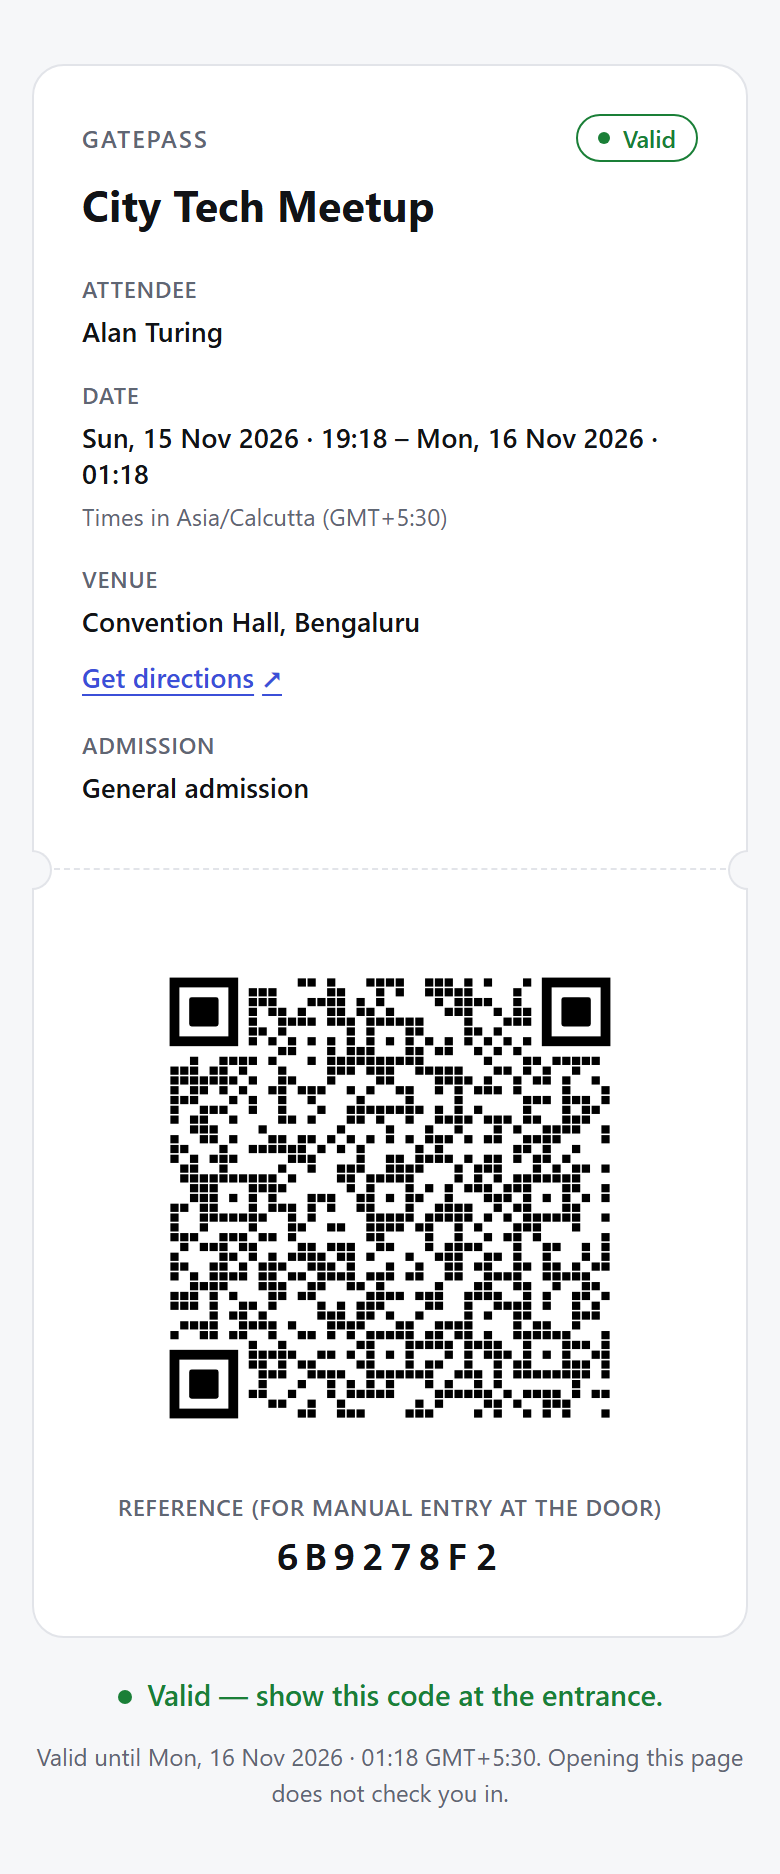 GATEPASS
Valid
City Tech Meetup
ATTENDEE
Alan Turing
DATE
Sun, 15 Nov 2026 · 19:18 – Mon, 16 Nov 2026 ·
01:18
Times in Asia/Calcutta (GMT+5:30)
VENUE
Convention Hall, Bengaluru
Get directions ↗
ADMISSION
General admission
REFERENCE (FOR MANUAL ENTRY AT THE DOOR)
6B9278F2
Valid — show this code at the entrance.
Valid until Mon, 16 Nov 2026 · 01:18 GMT+5:30. Opening this page
does not check you in.